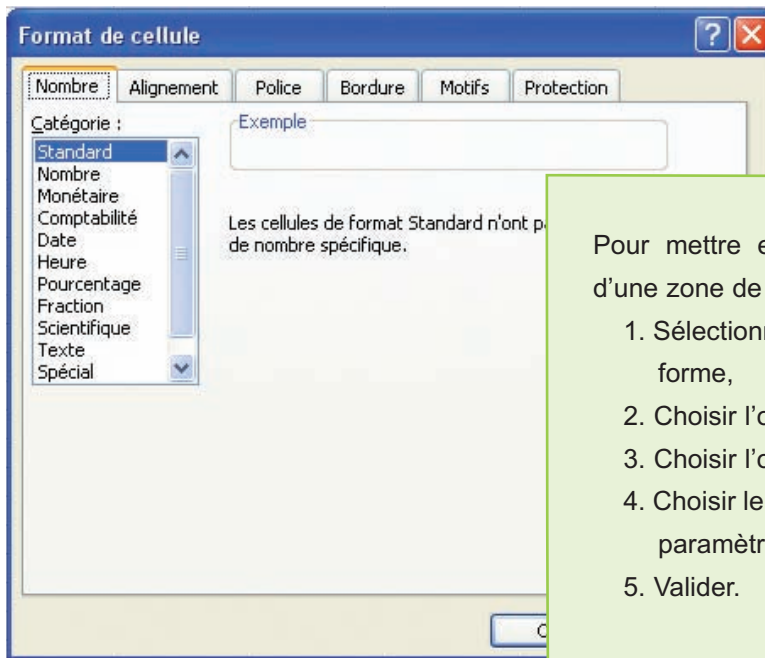 Format de cellule
Nombre Alignement Police Bordure Motifs Protection
Catégorie :
Standard
Nombre
Monétaire
Comptabilité
Date
Heure
Pourcentage
Fraction
Scientifique
Texte
Spécial
Exemple
Les cellules de format Standard n'ont
de nombre spécifique.
Pour mettre
d'une zone de
1. Sélectionn
forme,
2. Choisir l'o
3. Choisir l'o
4. Choisir le
paramètr
5. Valider.